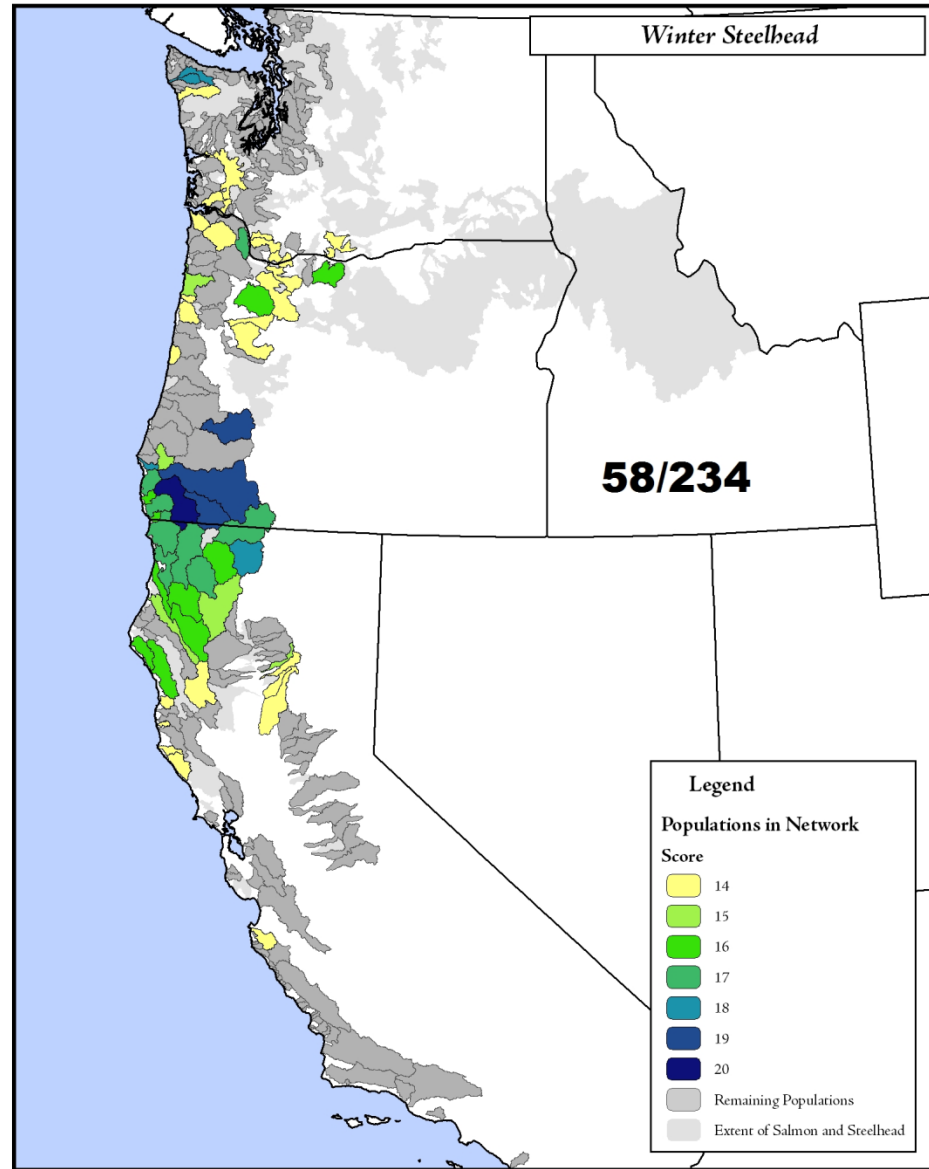 Winter Steelhead
58/234
Legend
Populations in Network
Score
14
15
16
17
18
19
20
Remaining Populations
Extent of Salmon and Steelhead